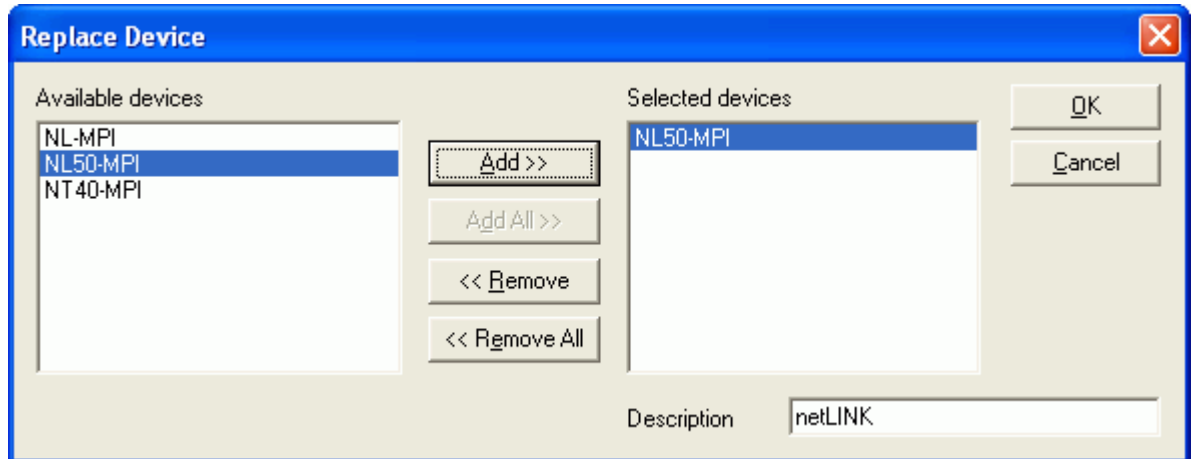 Replace Device
Available devices
NL-MPI
NL50-MPI
NT40-MPI
Add >>
Add All >>
<< Remove
<< Remove All
Selected devices
NL50-MPI
OK
Cancel
Description
netLINK